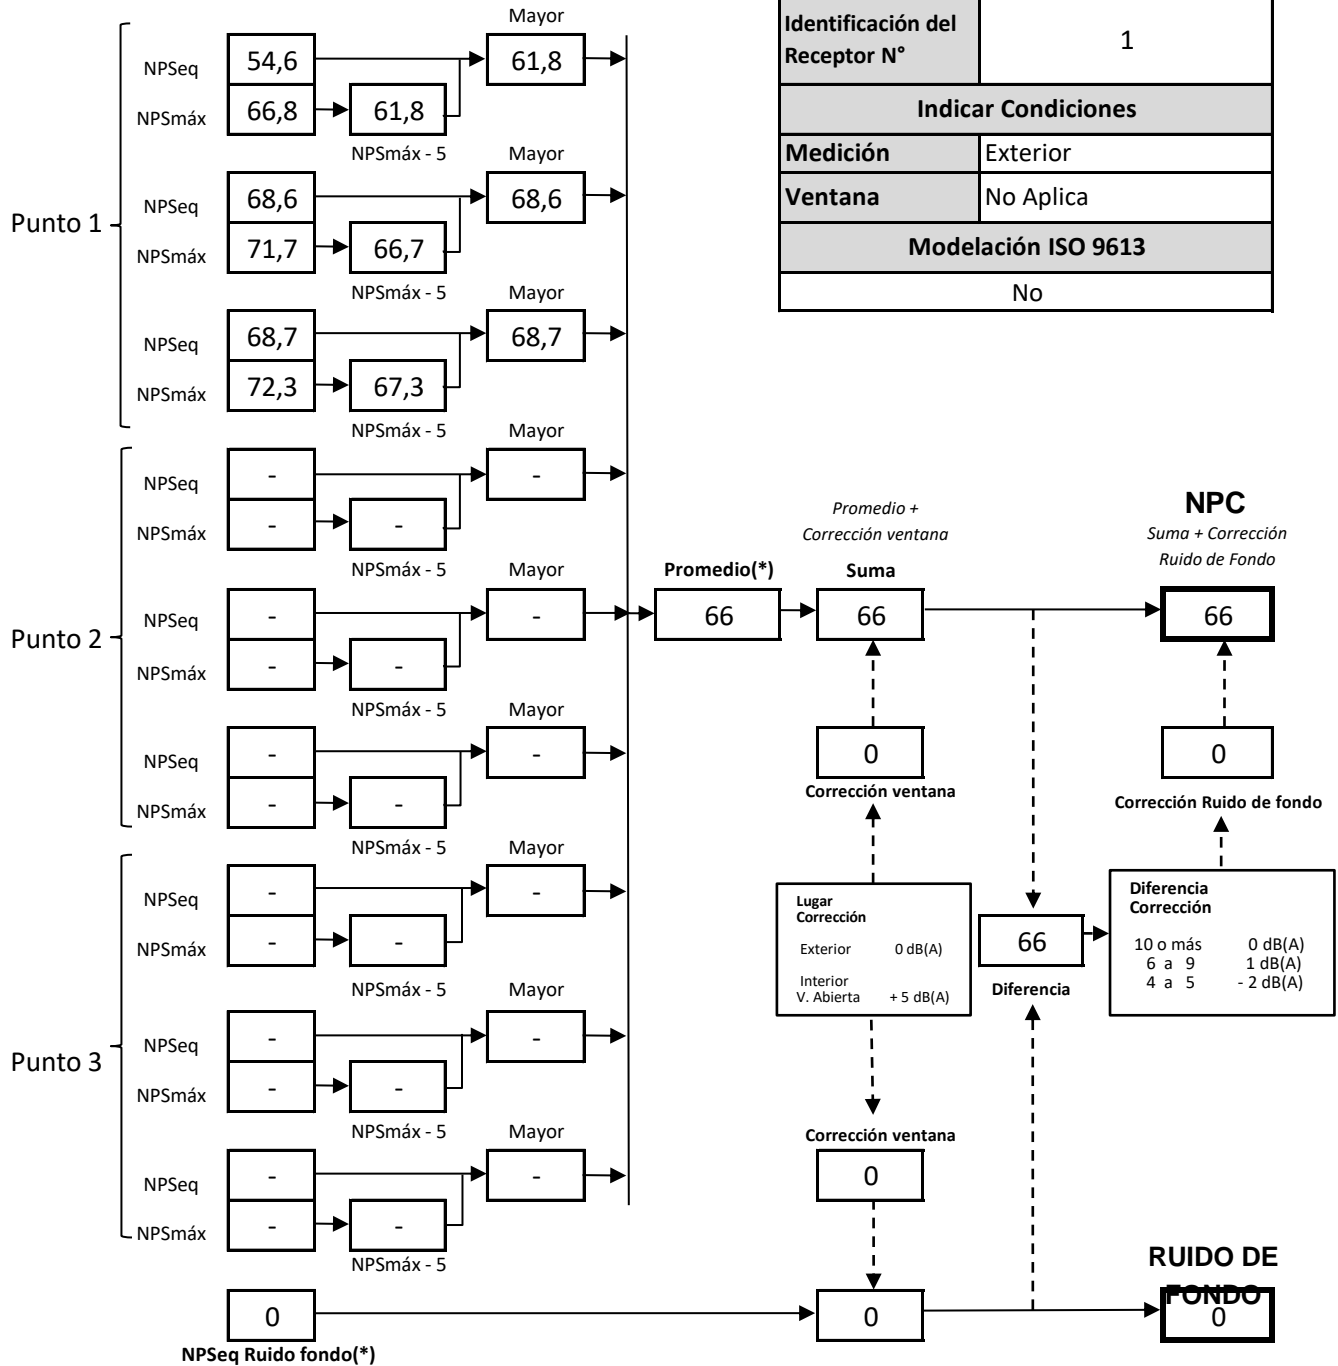 Identificación del
Receptor N°
1
Indicar Condiciones
Medición
Exterior
Ventana
No Aplica
Modelación ISO 9613
No
Punto 1
Mayor
NPSeq
54,6
61,8
NPSmáx
66,8
61,8
NPSmáx - 5
Mayor
NPSeq
68,6
68,6
NPSmáx
71,7
66,7
NPSmáx - 5
Mayor
NPSeq
68,7
68,7
NPSmáx
72,3
67,3
NPSmáx - 5
Punto 2
Mayor
NPSeq
-
-
NPSmáx
-
-
NPSmáx - 5
Mayor
NPSeq
-
-
NPSmáx
-
-
NPSmáx - 5
Mayor
NPSeq
-
-
NPSmáx
-
-
NPSmáx - 5
Punto 3
Mayor
NPSeq
-
-
NPSmáx
-
-
NPSmáx - 5
Mayor
NPSeq
-
-
NPSmáx
-
-
NPSmáx - 5
Mayor
NPSeq
-
-
NPSmáx
-
-
NPSmáx - 5
Promedio(*)
66
Promedio +
Corrección ventana
Suma
66
NPC
Suma + Corrección
Ruido de Fondo
66
0
Corrección ventana
0
Corrección Ruido de fondo
Lugar
Corrección
Exterior 0 dB(A)
Interior
V. Abierta + 5 dB(A)
66
Diferencia
Diferencia
Corrección
10 o más 0 dB(A)
6 a 9 1 dB(A)
4 a 5 - 2 dB(A)
Corrección ventana
0
0
NPSeq Ruido fondo(*)
0
RUIDO DE
FONDO
0